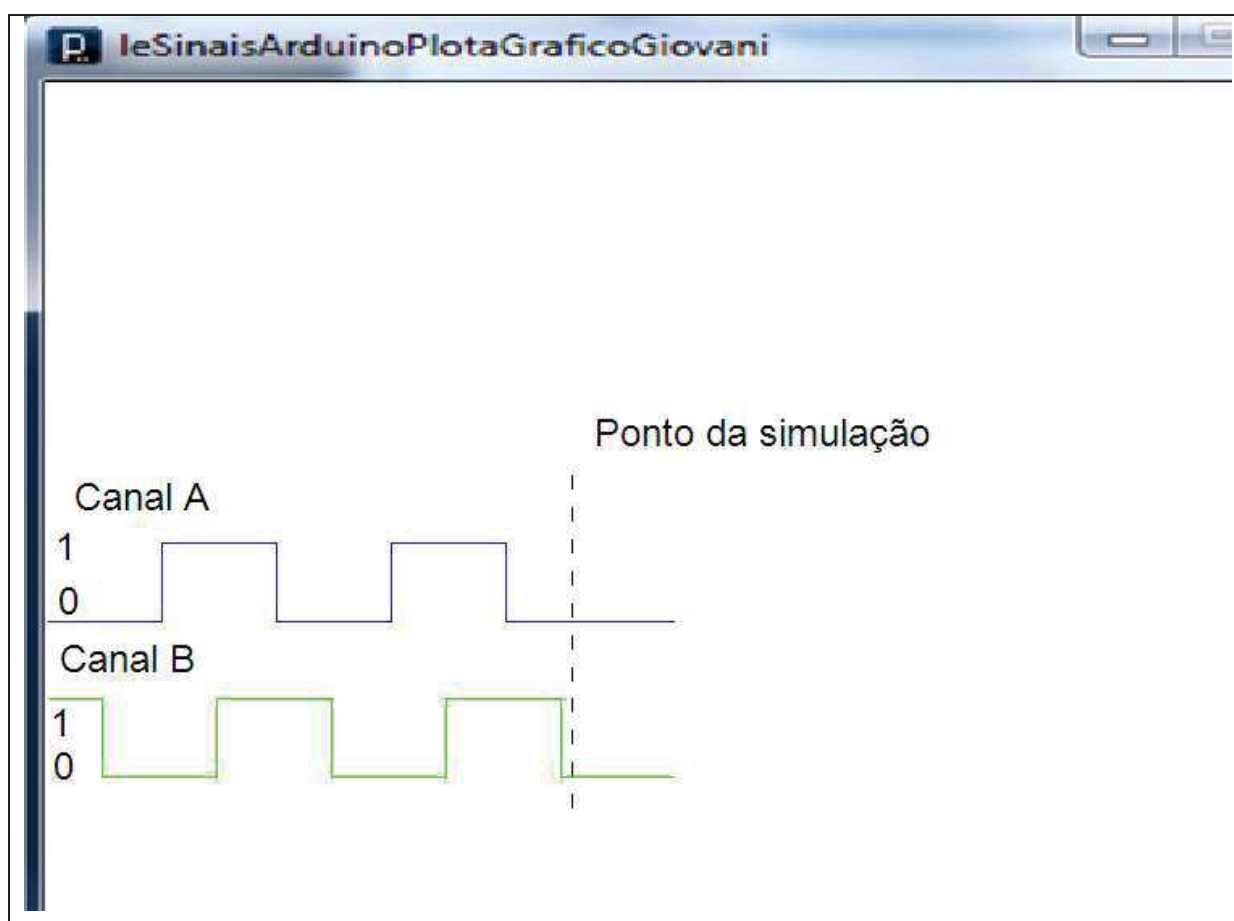 leSinaisArduinoPlotaGraficoGiovani
Ponto da simulação
Canal A
1
0
Canal B
1
0